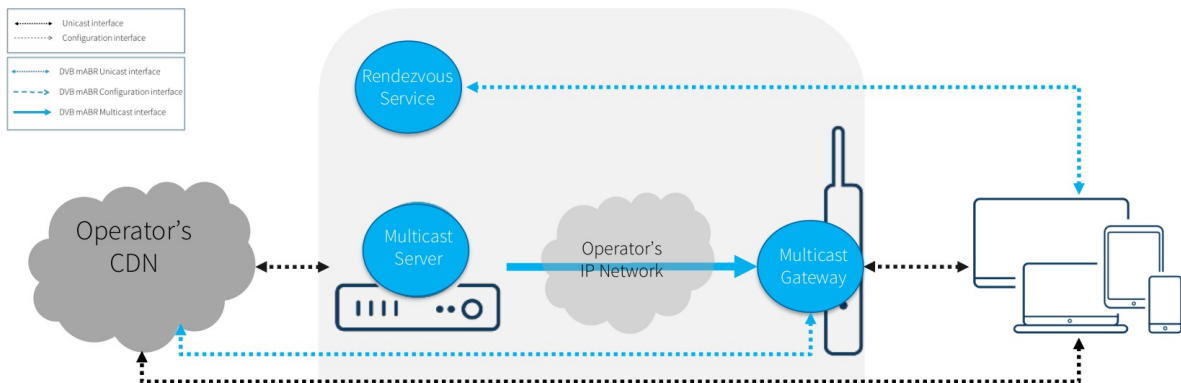 Unicast interface
Configuration interface
DVB mABR Unicast interface
DVB mABR Configuration interface
DVB mABR Multicast interface
Rendezvous
Service
Operator's
CDN
Multicast
Server
Operator's
IP Network
Multicast
Gateway